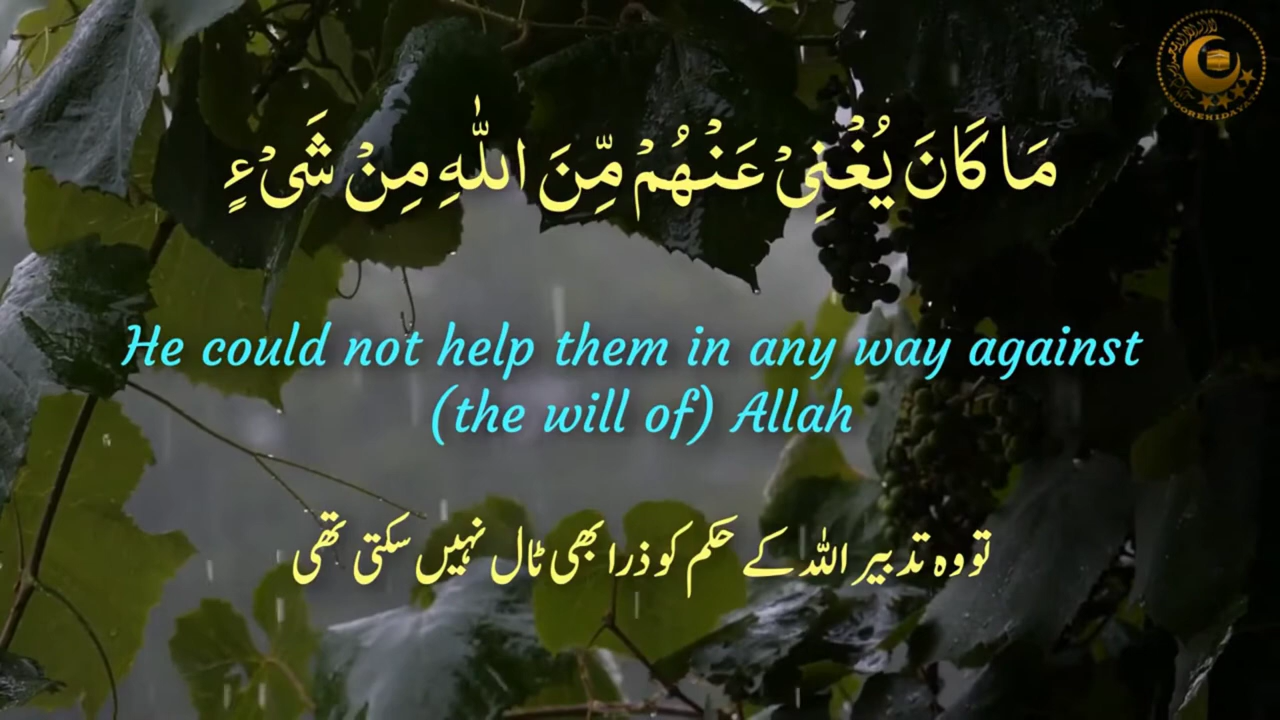 مَا كَانَ يُغْنِىْ عَنْهُمْ مِّنَ اللّٰهِ مِنْ شَىْءٍ
He could not help them in any way against
(the will of) Allah
تو وہ تدبیر اللہ کے حکم کو ذرا بھی ٹال نہیں سکتی تھی
NOOREHIDAYAT